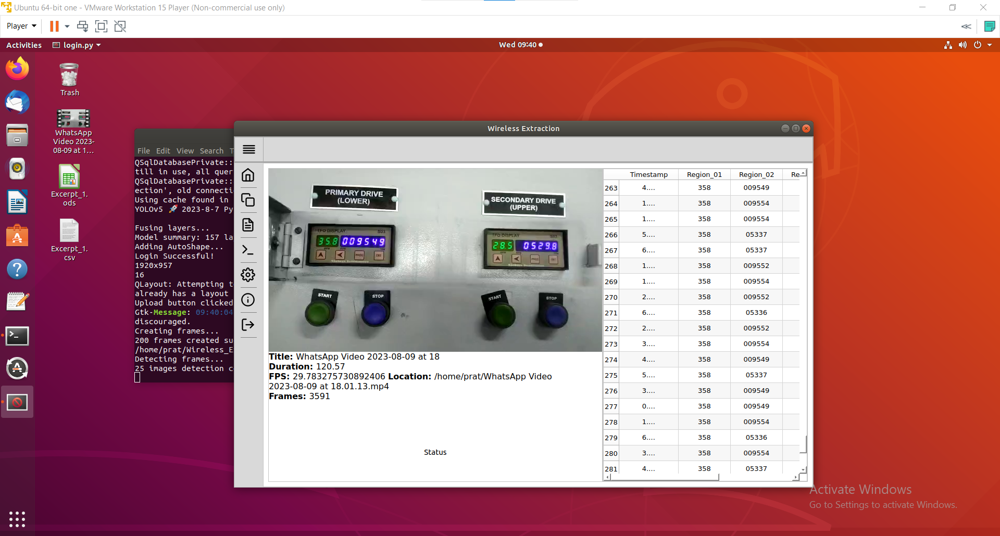 Ubuntu 64-bit one - VMware Workstation 15 Player (Non-commercial use only)
Player
Activities
login.py
Wed 09:40
Trash
WhatsApp
Video 2023-
08-09 at 1...
Excerpt_1.
ods
Excerpt_1.
csv
File Edit View Search T
QSqlDatabasePrivate::
till in use, all quer
QSqlDatabasePrivate::
ection', old connecti
Using cache found in
YOLOv5 🚀 2023-8-7 Py
Fusing layers...
Model summary: 157 la
Adding AutoShape...
Login Successful!
1920x957
16
QLayout: Attempting t
already has a layout
Upload button clicked
Gtk-Message: 09:40:04
discouraged.
Creating frames...
200 frames created su
/home/prat/Wireless_E
Detecting frames...
25 images detection c
Wireless Extraction
PRIMARY DRIVE
(LOWER)
SECONDARY DRIVE
(UPPER)
TFO DISPLAY S03
35.8 009549
PROG ENT
TFO DISPLAY S03
28.5 0529.8
PROG ENT
START
STOP
START
STOP
Title: WhatsApp Video 2023-08-09 at 18
Duration: 120.57
FPS: 29.783275730892406 Location: /home/prat/WhatsApp Video
2023-08-09 at 18.01.13.mp4
Frames: 3591
Status
Timestamp Region_01 Region_02 Re
263 4.... 358 009549
264 1.... 358 009554
265 1.... 358 009554
266 5.... 358 05337
267 6.... 358 05337
268 1.... 358 009552
269 1.... 358 009554
270 2.... 358 009552
271 6.... 358 05336
272 2.... 358 009552
273 3.... 358 009554
274 4.... 358 009549
275 5.... 358 05337
276 3.... 358 009549
277 0.... 358 009549
278 1.... 358 009554
279 6.... 358 05336
280 3.... 358 009554
281 4.... 358 05337
Activate Windows
Go to Settings to activate Windows.